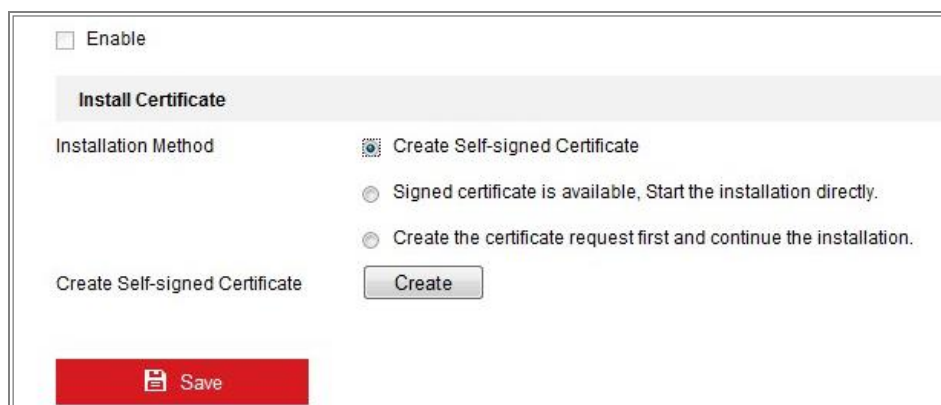 Enable
Install Certificate
Installation Method
Create Self-signed Certificate
Signed certificate is available, Start the installation directly.
Create the certificate request first and continue the installation.
Create Self-signed Certificate
Create
Save